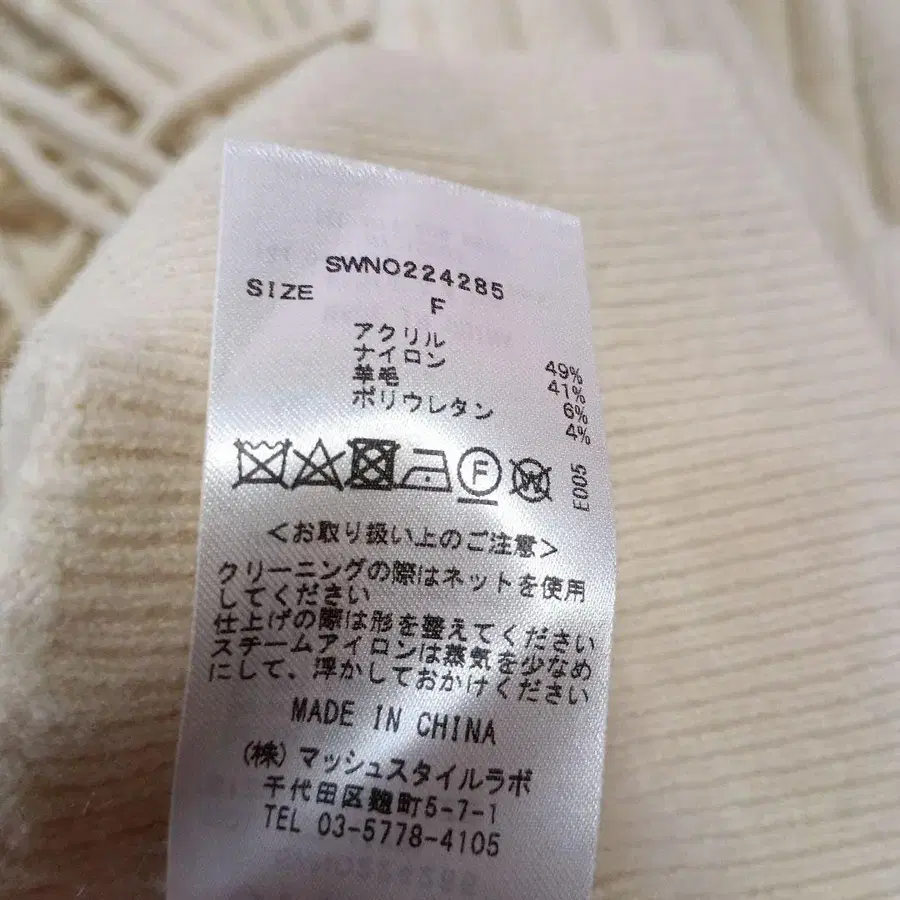 SWNO224285
SIZE F
アクリル 49%
ナイロン 41%
羊毛 6%
ポリウレタン 4%
F W E005
<お取り扱い上のご注意>
クリーニングの際はネットを使用
してください
仕上げの際は形を整えてください
スチームアイロンは蒸気を少なめ
にして、浮かしておかけください
MADE IN CHINA
(株)マッシュスタイルラボ
千代田区麹町5-7-1
TEL 03-5778-4105